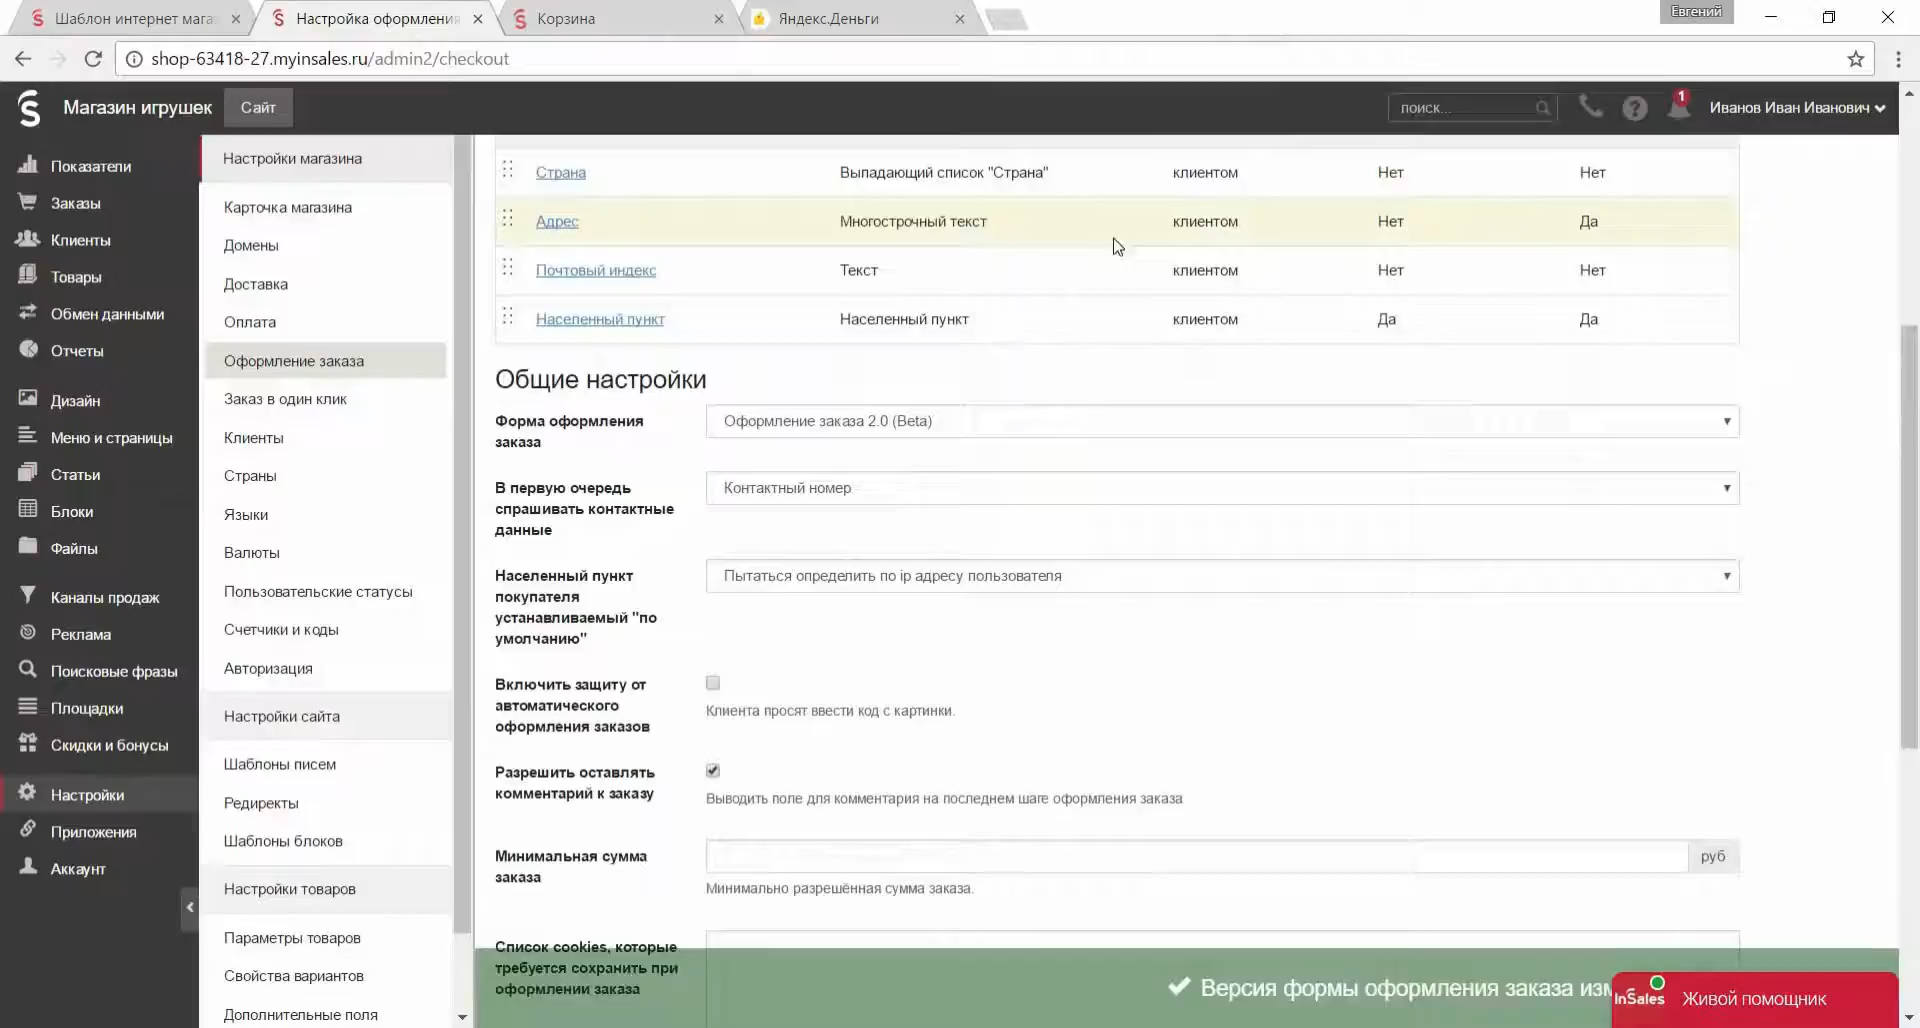 Шаблон интернет мага
Настройка оформления
Корзина
Яндекс.Деньги
Евгений
shop-63418-27.myinsales.ru/admin2/checkout
Магазин игрушек
Сайт
поиск...
1
Иванов Иван Иванович
Показатели
Заказы
Клиенты
Товары
Обмен данными
Отчеты
Дизайн
Меню и страницы
Статьи
Блоки
Файлы
Каналы продаж
Реклама
Поисковые фразы
Площадки
Скидки и бонусы
Настройки
Приложения
Аккаунт
Настройки магазина
Карточка магазина
Домены
Доставка
Оплата
Оформление заказа
Заказ в один клик
Клиенты
Страны
Языки
Валюты
Пользовательские статусы
Счетчики и коды
Авторизация
Настройки сайта
Шаблоны писем
Редиректы
Шаблоны блоков
Настройки товаров
Параметры товаров
Свойства вариантов
Дополнительные поля
Страна Выпадающий список "Страна" клиентом Нет Нет
Адрес Многострочный текст клиентом Нет Да
Почтовый индекс Текст клиентом Нет Нет
Населенный пункт Населенный пункт клиентом Да Да
Общие настройки
Форма оформления
заказа
Оформление заказа 2.0 (Beta)
В первую очередь
спрашивать контактные
данные
Контактный номер
Населенный пункт
покупателя
устанавливаемый "по
умолчанию"
Пытаться определить по ip адресу пользователя
Включить защиту от
автоматического
оформления заказов
Клиента просят ввести код с картинки.
Разрешить оставлять
комментарий к заказу
Выводить поле для комментария на последнем шаге оформления заказа
Минимальная сумма
заказа
руб
Минимально разрешённая сумма заказа.
Список cookies, которые
требуется сохранить при
оформлении заказа
Версия формы оформления заказа изм
InSales
Живой помощник